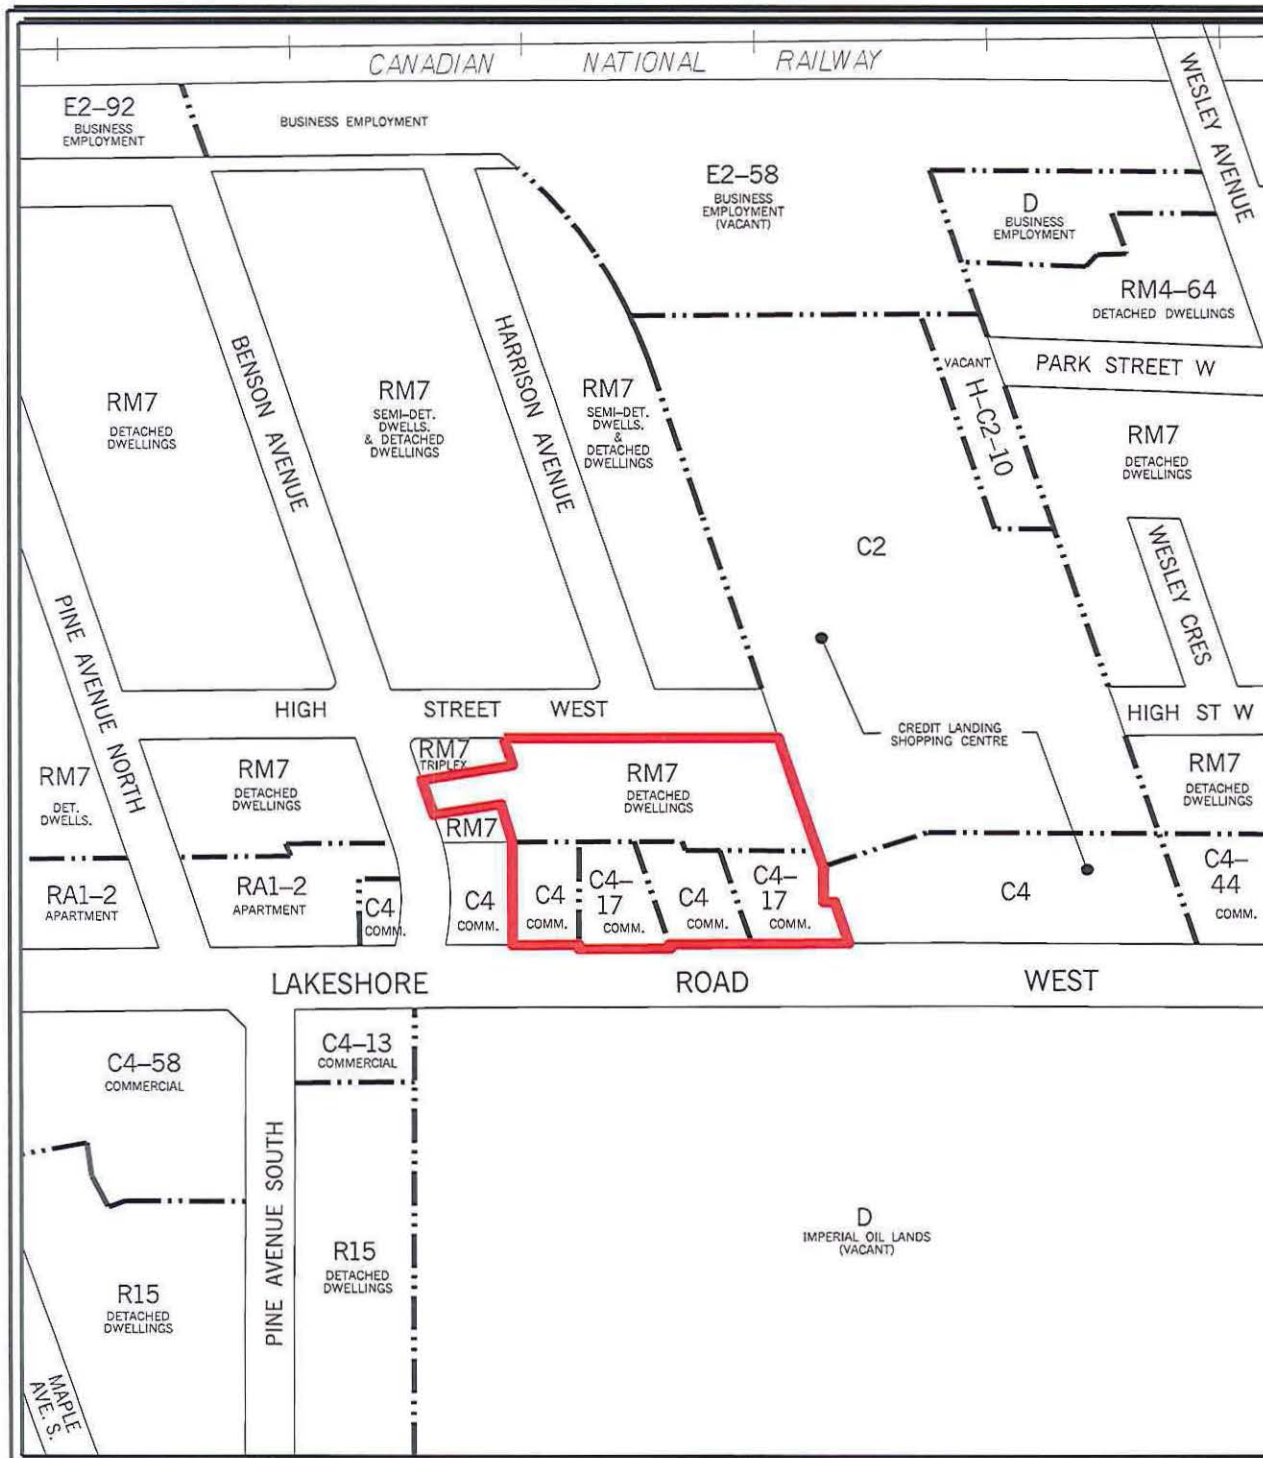 CANADIAN NATIONAL RAILWAY
E2–92
BUSINESS
EMPLOYMENT
BUSINESS EMPLOYMENT
E2–58
BUSINESS
EMPLOYMENT
(VACANT)
D
BUSINESS
EMPLOYMENT
WESLEY AVENUE
RM4–64
DETACHED DWELLINGS
PARK STREET W
VACANT
H–C2–10
RM7
DETACHED
DWELLINGS
BENSON AVENUE
RM7
SEMI–DET.
DWELLS.
& DETACHED
DWELLINGS
HARRISON AVENUE
RM7
SEMI–DET.
DWELLS.
&
DETACHED
DWELLINGS
RM7
DETACHED
DWELLINGS
C2
WESLEY CRES
PINE AVENUE NORTH
HIGH STREET WEST
HIGH ST W
CREDIT LANDING
SHOPPING CENTRE
RM7
DET.
DWELLS.
RM7
DETACHED
DWELLINGS
RM7
TRIPLEX
RM7
DETACHED
DWELLINGS
RM7
DETACHED
DWELLINGS
RM7
RA1–2
APARTMENT
RA1–2
APARTMENT
C4
COMM.
C4
COMM.
C4
COMM.
C4–
17
COMM.
C4
COMM.
C4–
17
COMM.
C4
C4–
44
COMM.
LAKESHORE ROAD WEST
C4–58
COMMERCIAL
C4–13
COMMERCIAL
PINE AVENUE SOUTH
R15
DETACHED
DWELLINGS
R15
DETACHED
DWELLINGS
D
IMPERIAL OIL LANDS
(VACANT)
MAPLE
AVE. S.